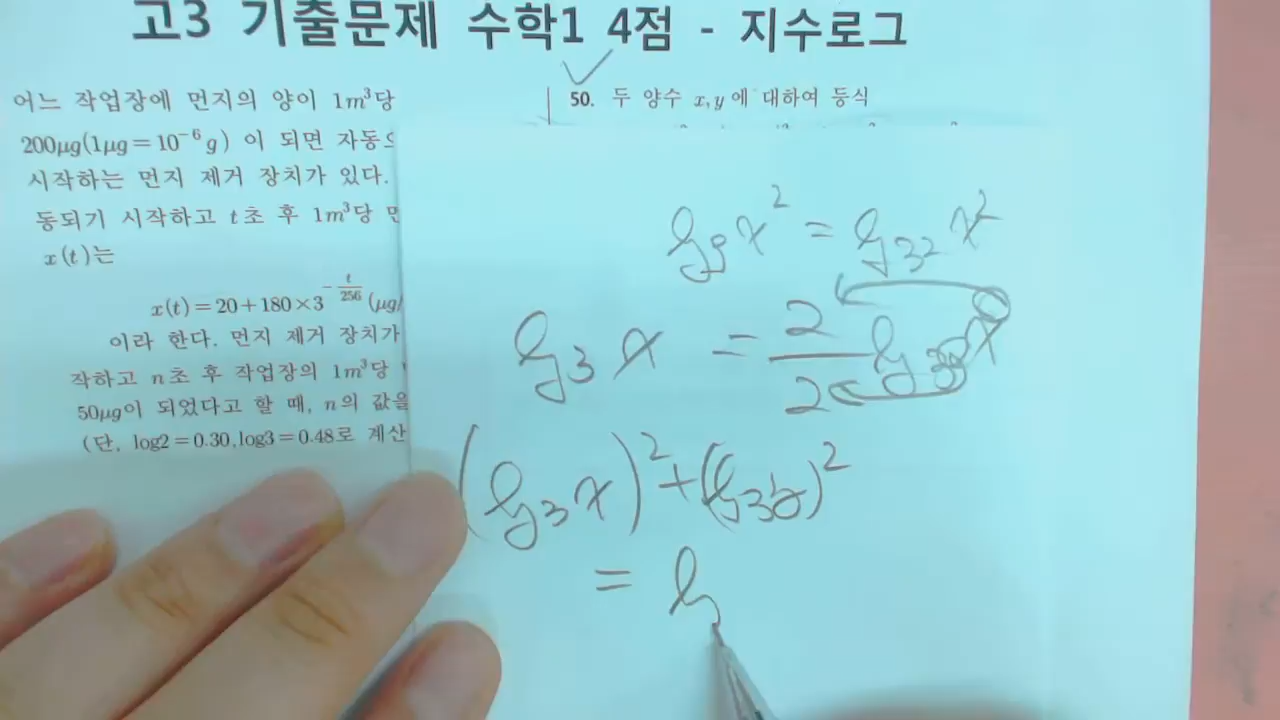 고3 기출문제 수학1 4점 - 지수로그
어느 작업장에 먼지의 양이 1m³당
200μg(1μg = 10⁻⁶g) 이 되면 자동으
시작하는 먼지 제거 장치가 있다.
동되기 시작하고 t초 후 1m³당 먼
x(t)는
x(t) = 20+180×3^(-t/256) (μg/
이라 한다. 먼지 제거 장치가
작하고 n초 후 작업장의 1m³당
50μg이 되었다고 할 때, n의 값을
(단, log2 = 0.30, log3 = 0.48로 계산
50. 두 양수 x, y에 대하여 등식
log₉x² = log₃₂x²
log₃x = 2/2 log₃x
(log₃x)² + (log₃y)²
= lo